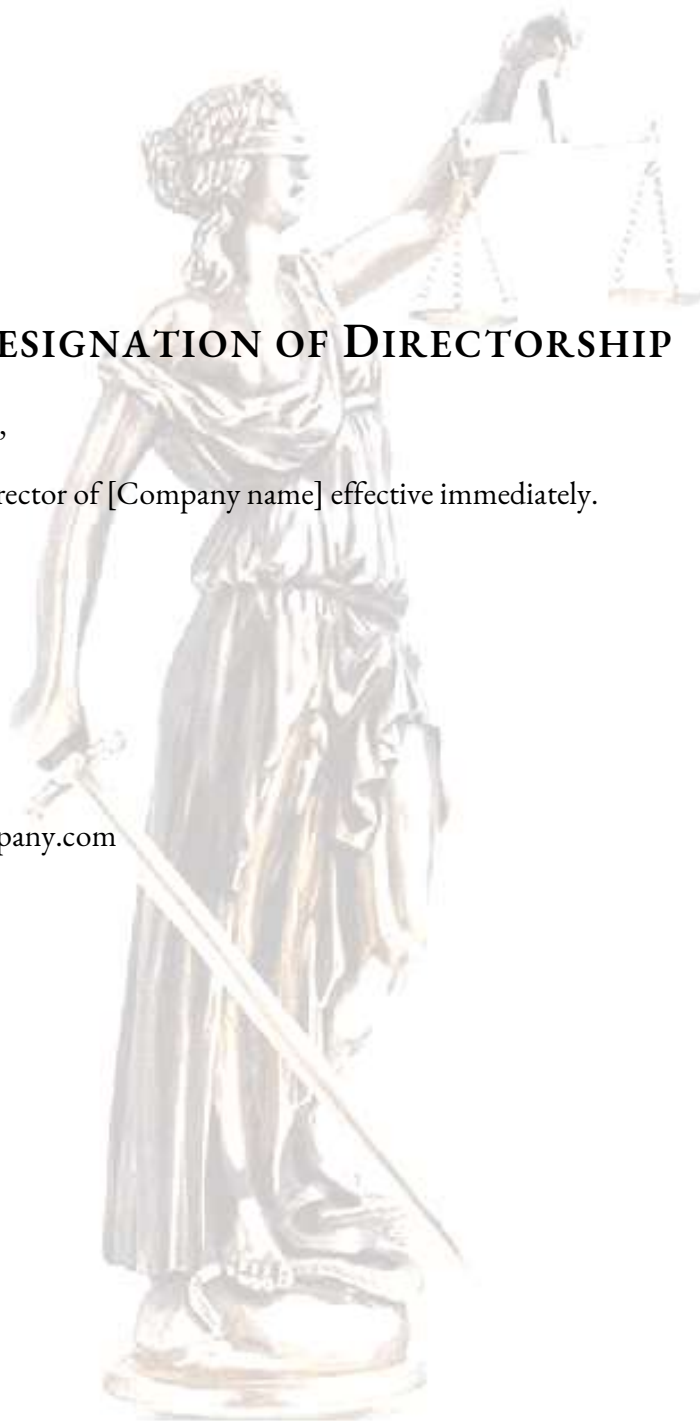 ESIGNATION OF DIRECTORSHIP
,
rector of [Company name] effective immediately.
pany.com